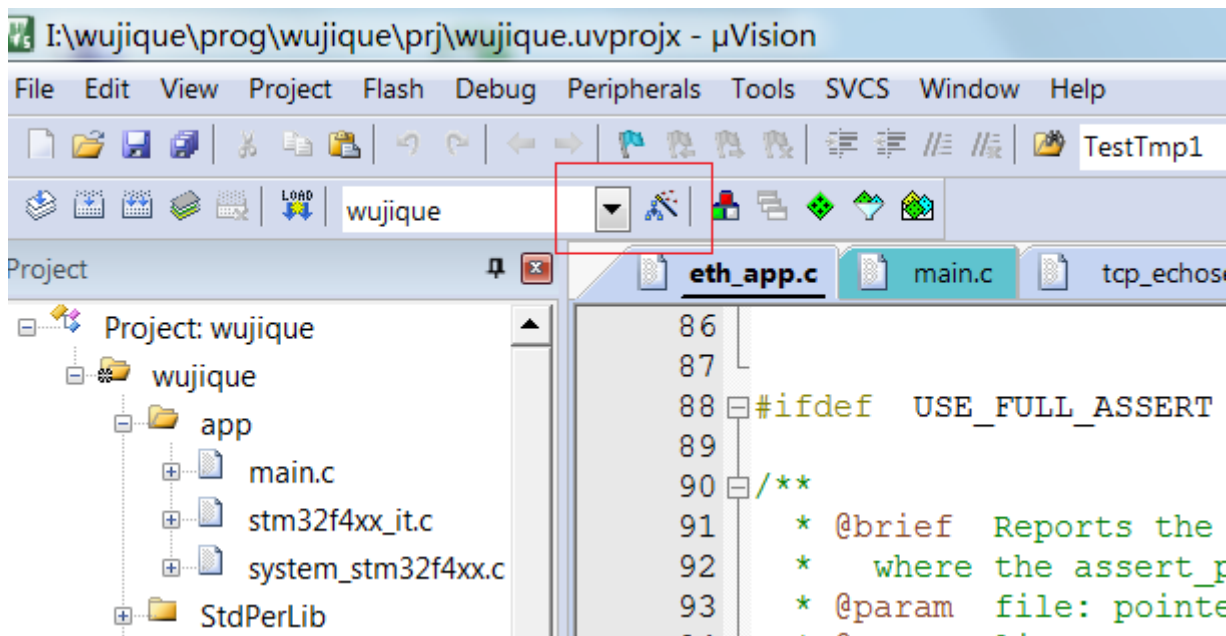 I:\wujique\prog\wujique\prj\wujique.uvprojx - µVision
File Edit View Project Flash Debug Peripherals Tools SVCS Window Help
TestTmp1
LOAD wujique
Project
eth_app.c main.c tcp_echose
Project: wujique
wujique
app
main.c
stm32f4xx_it.c
system_stm32f4xx.c
StdPerLib
86
87
88 #ifdef USE_FULL_ASSERT
89
90 /**
91 * @brief Reports the
92 * where the assert_p
93 * @param file: pointe